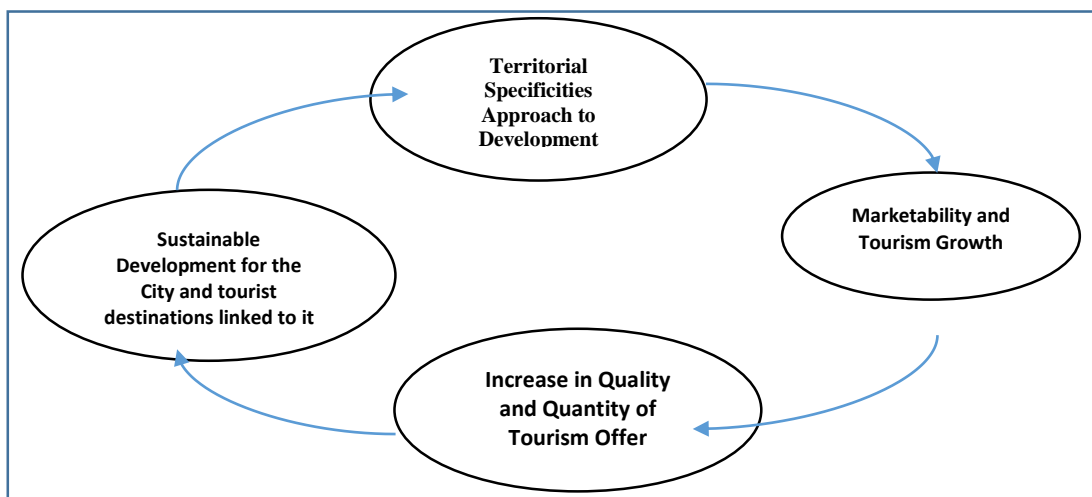 Territorial
Specificities
Approach to
Development
Marketability and
Tourism Growth
Sustainable
Development for the
City and tourist
destinations linked to it
Increase in Quality
and Quantity of
Tourism Offer